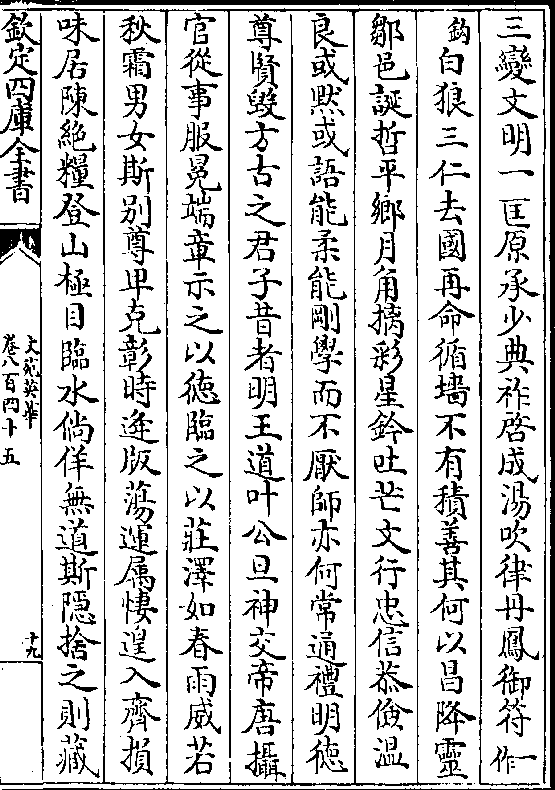 三變文明一匡原承少典祚啓成湯吹律丹鳳御符一作
鈎白狼三仁去國再命循墻不有積善其何以昌降靈
鄒邑誕哲平鄉月角摛彩星鈐吐芒文行忠信恭儉溫
良或黙或語能柔能剛學而不厭師亦何常通禮明徳
尊賢毀方古之君子昔者明王道叶公旦神交帝唐攝
官從事服冕端章示之以徳臨之以莊澤如春雨威若
秋霜男女斯別尊卑克彰時逢版蕩運屬悽遑入齊損
味居陳絶糧登山極目臨水倘佯無道斯隠捨之則藏
欽定四庫全書
文苑英華
卷八百四十五
十九